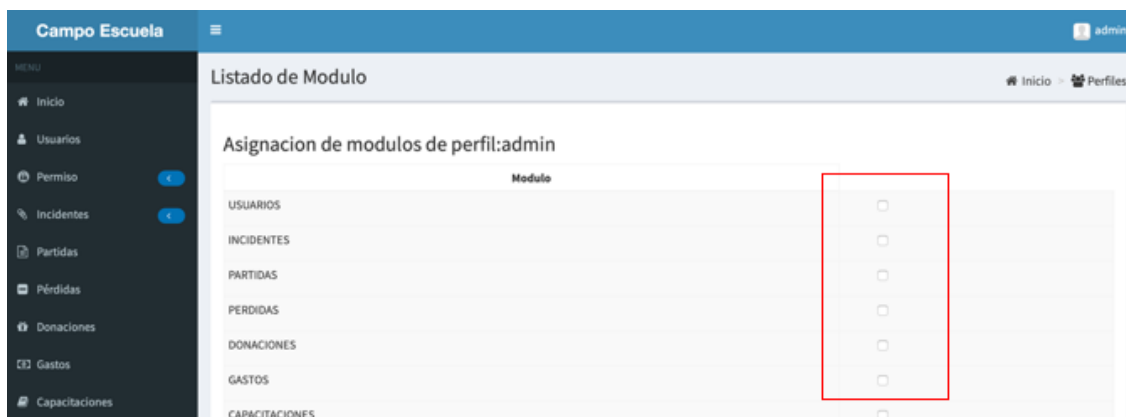 Campo Escuela
admin
MENU
Inicio
Usuarios
Permiso
Incidentes
Partidas
Pérdidas
Donaciones
Gastos
Capacitaciones
Listado de Modulo
Inicio > Perfiles
Asignacion de modulos de perfil:admin
Modulo
USUARIOS
INCIDENTES
PARTIDAS
PERDIDAS
DONACIONES
GASTOS
CAPACITACIONES